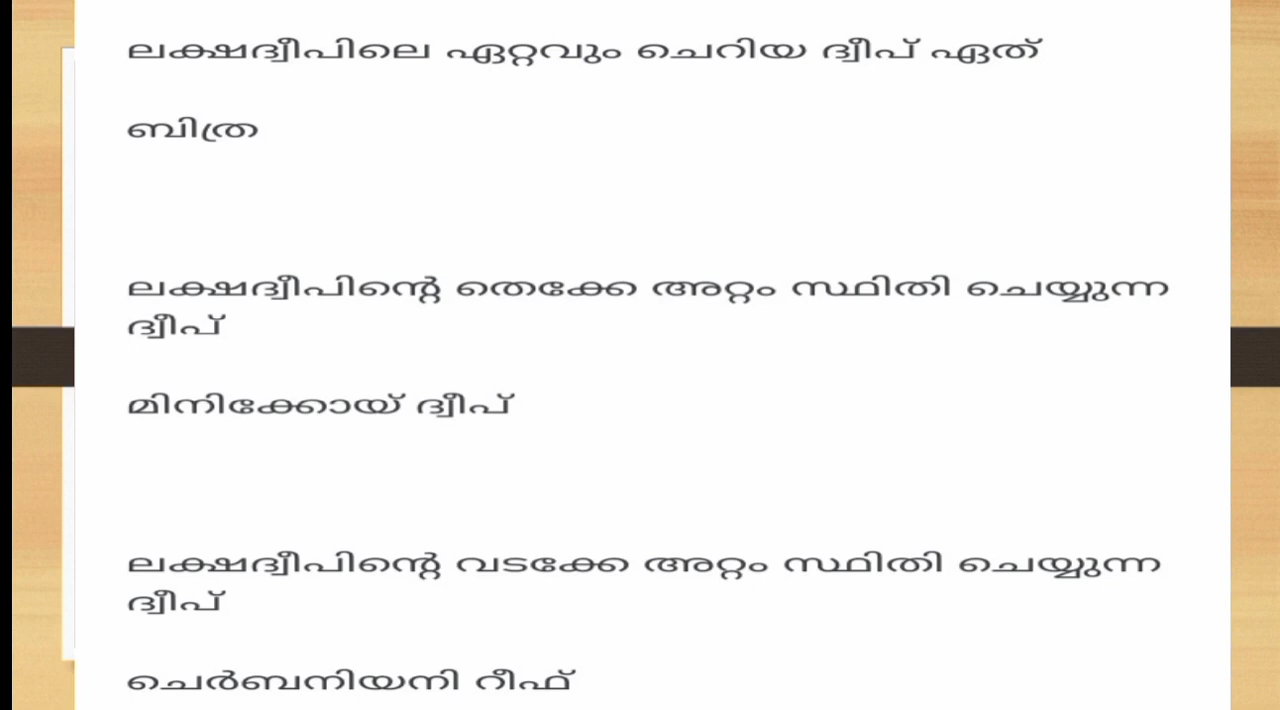 ലക്ഷദ്വീപിലെ ഏറ്റവും ചെറിയ ദ്വീപ് ഏത്
ബിത്ര
ലക്ഷദ്വീപിന്റെ തെക്കേ അറ്റം സ്ഥിതി ചെയ്യുന്ന
ദ്വീപ്
മിനിക്കോയ് ദ്വീപ്
ലക്ഷദ്വീപിന്റെ വടക്കേ അറ്റം സ്ഥിതി ചെയ്യുന്ന
ദ്വീപ്
ചെർബനിയനി റീഫ്